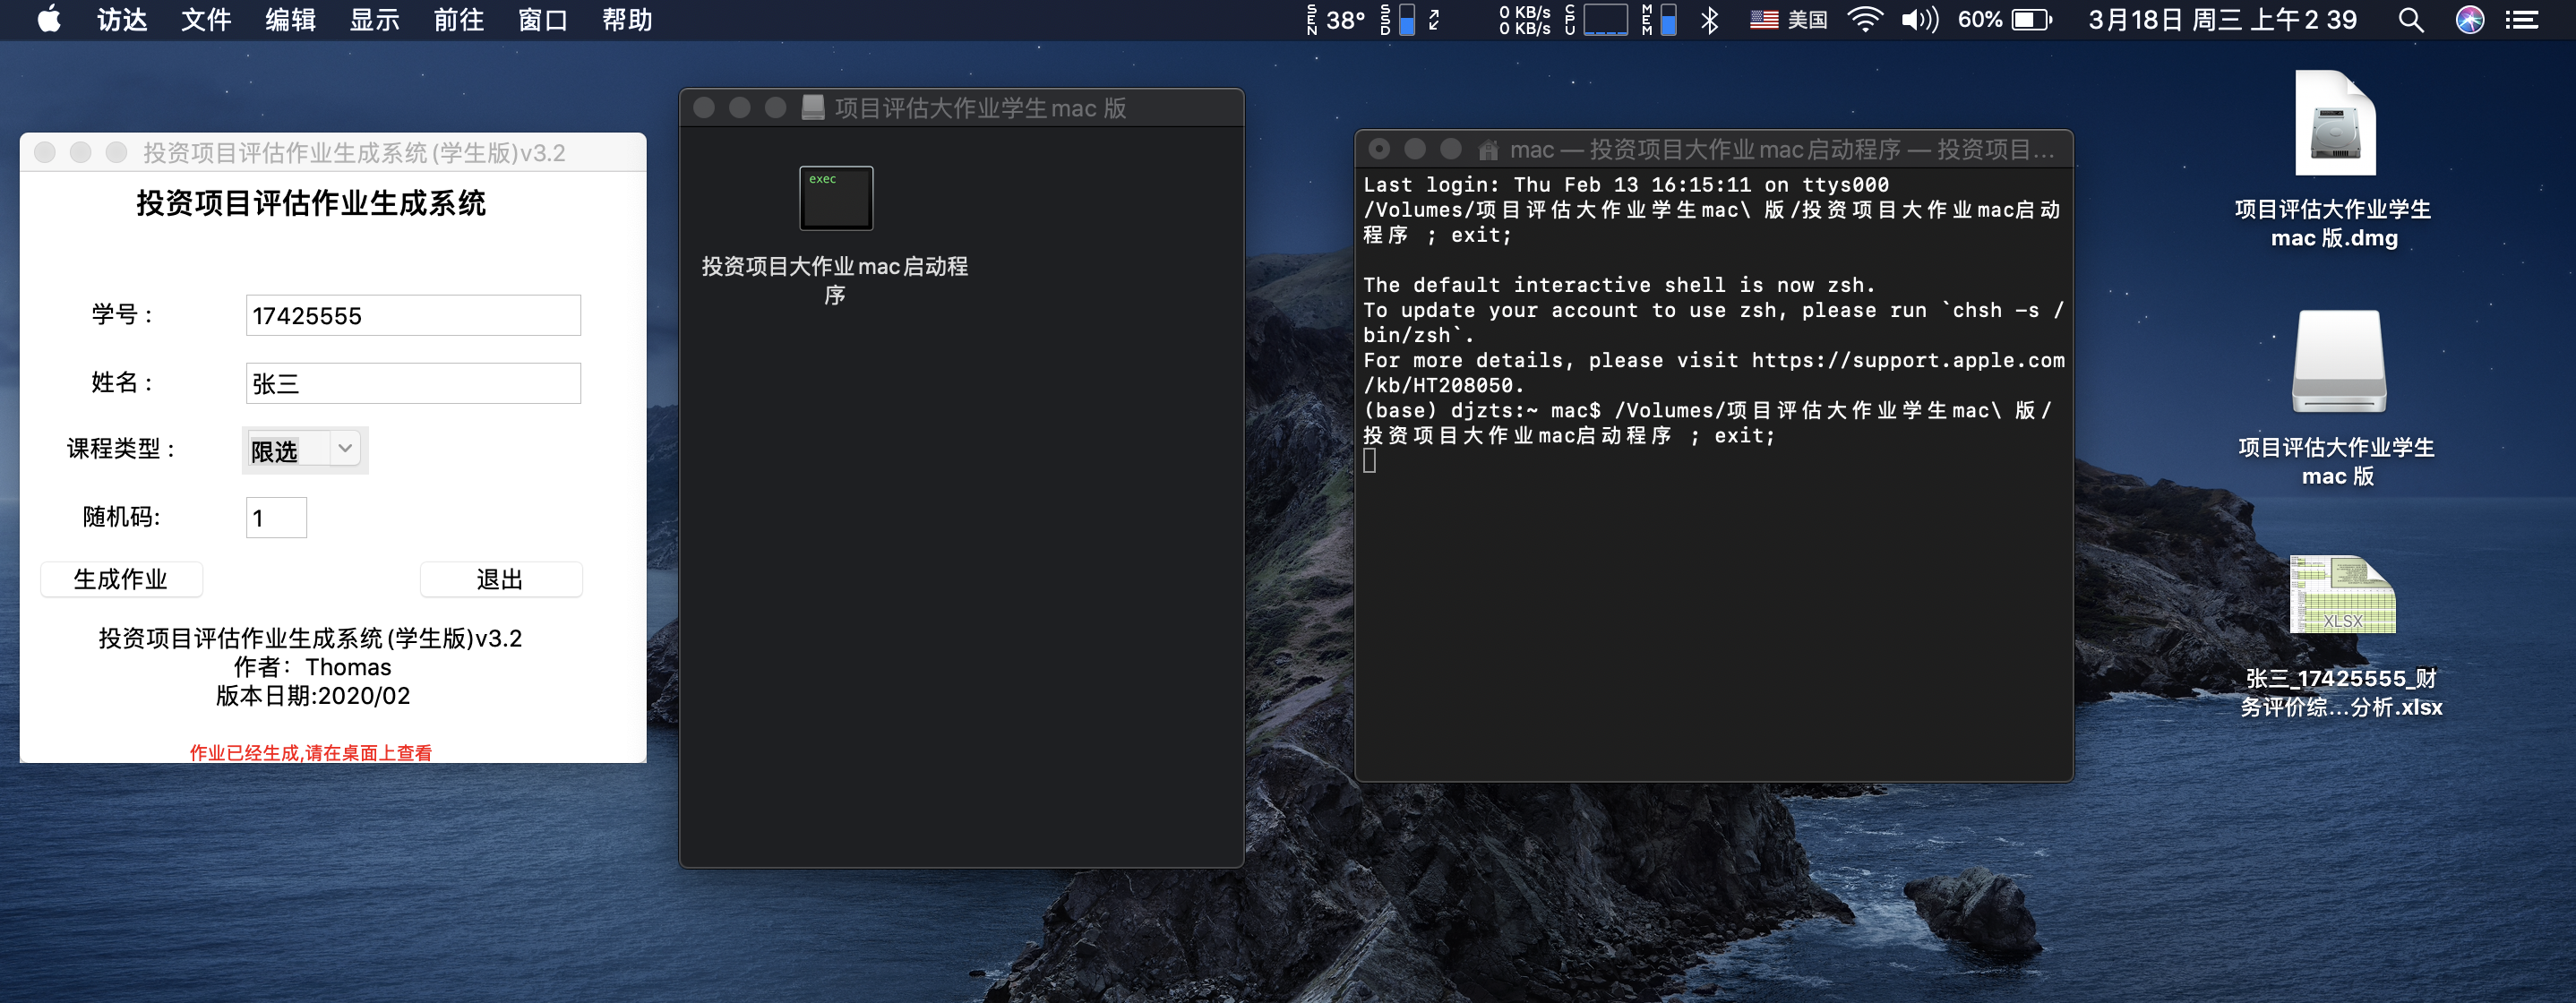 访达 文件 编辑 显示 前往 窗口 帮助 SEN 38° SSD 0 KB/s 0 KB/s CPU MEM 美国 60% 3月18日 周三 上午2 39
投资项目评估作业生成系统(学生版)v3.2
投资项目评估作业生成系统
学号：
17425555
姓名：
张三
课程类型：
限选
随机码:
1
生成作业
退出
投资项目评估作业生成系统(学生版)v3.2
作者：Thomas
版本日期:2020/02
作业已经生成,请在桌面上查看
项目评估大作业学生mac 版
exec
投资项目大作业mac启动程
序
mac — 投资项目大作业mac启动程序 — 投资项目...
Last login: Thu Feb 13 16:15:11 on ttys000
/Volumes/项目评估大作业学生mac\ 版/投资项目大作业mac启动
程序 ; exit;
The default interactive shell is now zsh.
To update your account to use zsh, please run `chsh -s /
bin/zsh`.
For more details, please visit https://support.apple.com
/kb/HT208050.
(base) djzts:~ mac$ /Volumes/项目评估大作业学生mac\ 版/
投资项目大作业mac启动程序 ; exit;
项目评估大作业学生
mac 版.dmg
项目评估大作业学生
mac 版
XLSX
张三_17425555_财
务评价综...分析.xlsx